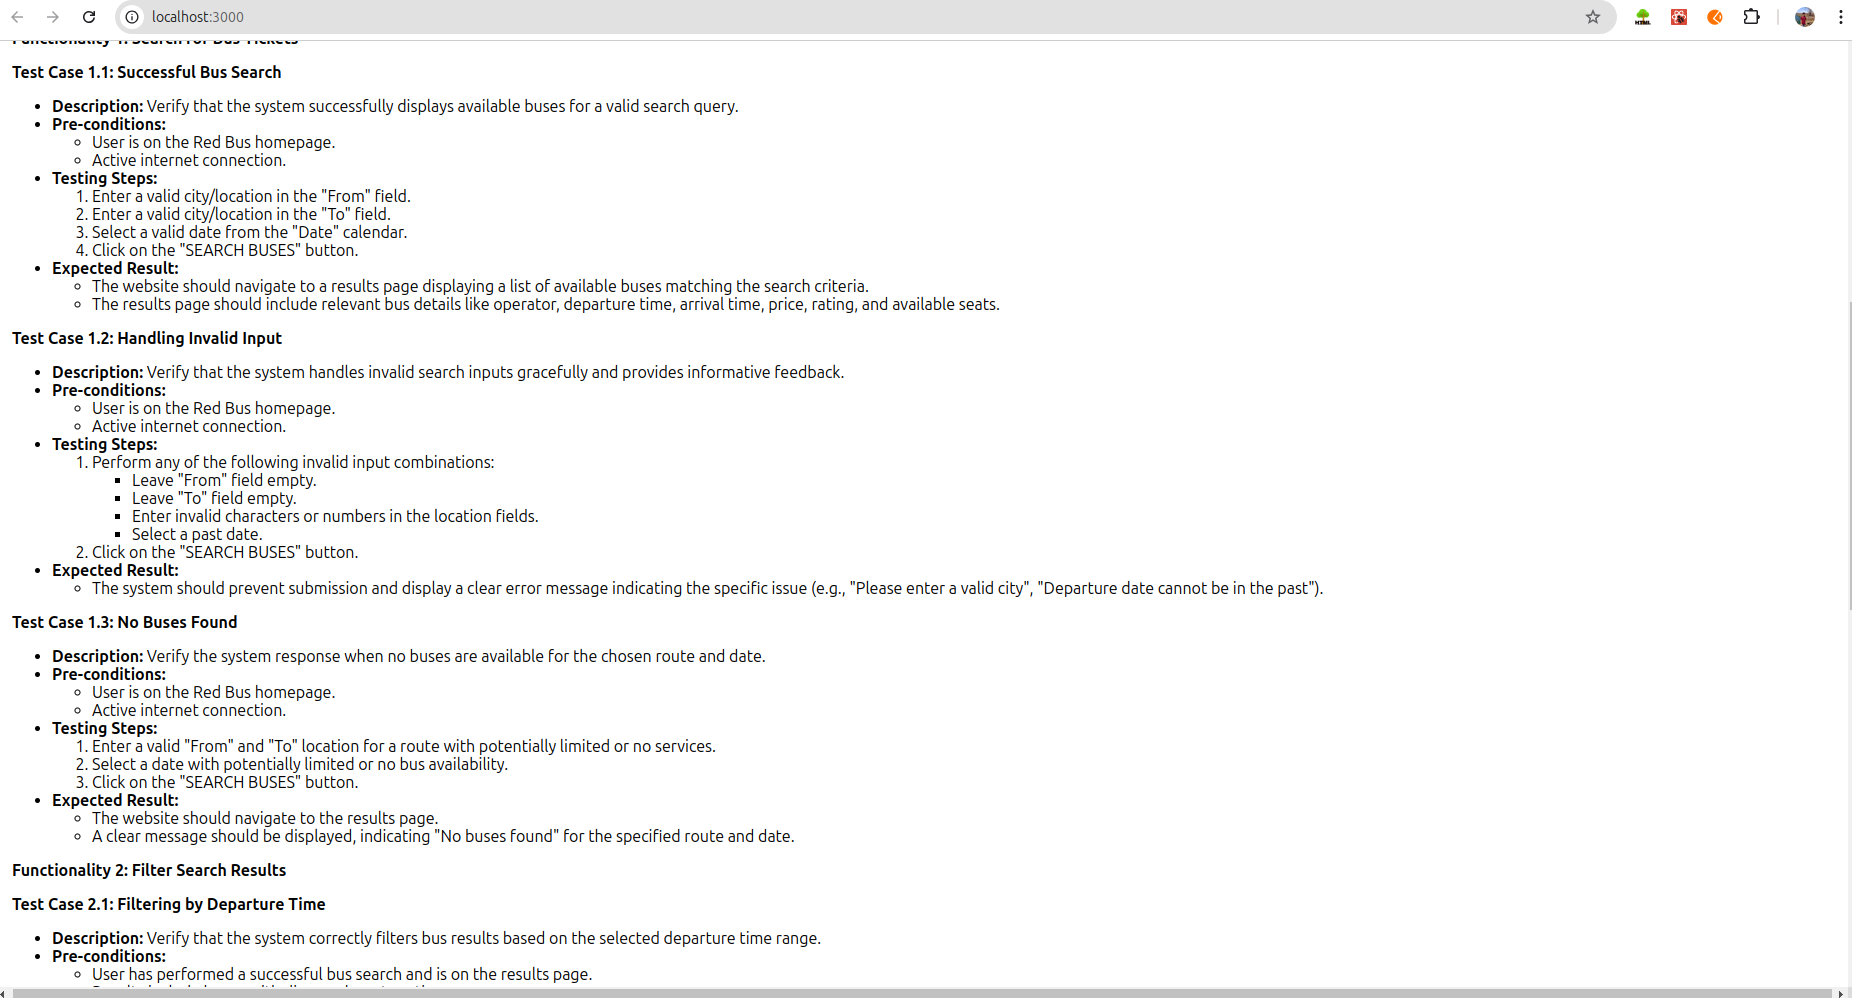 localhost:3000
Functionality 1: Search for Bus Tickets
Test Case 1.1: Successful Bus Search
Description: Verify that the system successfully displays available buses for a valid search query.
Pre-conditions:
User is on the Red Bus homepage.
Active internet connection.
Testing Steps:
1. Enter a valid city/location in the "From" field.
2. Enter a valid city/location in the "To" field.
3. Select a valid date from the "Date" calendar.
4. Click on the "SEARCH BUSES" button.
Expected Result:
The website should navigate to a results page displaying a list of available buses matching the search criteria.
The results page should include relevant bus details like operator, departure time, arrival time, price, rating, and available seats.
Test Case 1.2: Handling Invalid Input
Description: Verify that the system handles invalid search inputs gracefully and provides informative feedback.
Pre-conditions:
User is on the Red Bus homepage.
Active internet connection.
Testing Steps:
1. Perform any of the following invalid input combinations:
Leave "From" field empty.
Leave "To" field empty.
Enter invalid characters or numbers in the location fields.
Select a past date.
2. Click on the "SEARCH BUSES" button.
Expected Result:
The system should prevent submission and display a clear error message indicating the specific issue (e.g., "Please enter a valid city", "Departure date cannot be in the past").
Test Case 1.3: No Buses Found
Description: Verify the system response when no buses are available for the chosen route and date.
Pre-conditions:
User is on the Red Bus homepage.
Active internet connection.
Testing Steps:
1. Enter a valid "From" and "To" location for a route with potentially limited or no services.
2. Select a date with potentially limited or no bus availability.
3. Click on the "SEARCH BUSES" button.
Expected Result:
The website should navigate to the results page.
A clear message should be displayed, indicating "No buses found" for the specified route and date.
Functionality 2: Filter Search Results
Test Case 2.1: Filtering by Departure Time
Description: Verify that the system correctly filters bus results based on the selected departure time range.
Pre-conditions:
User has performed a successful bus search and is on the results page.